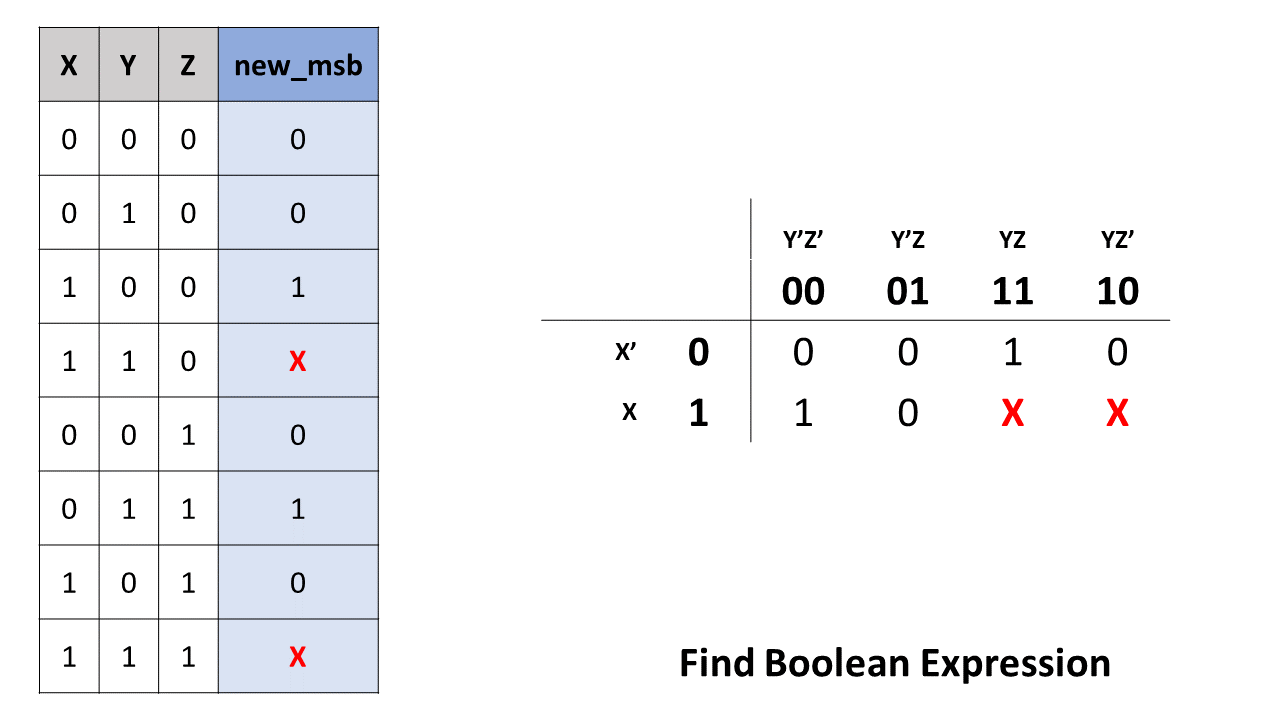 X Y Z new_msb
0 0 0 0
0 1 0 0
1 0 0 1
1 1 0 X
0 0 1 0
0 1 1 1
1 0 1 0
1 1 1 X
Y’Z’ Y’Z YZ YZ’
00 01 11 10
X’ 0 0 0 1 0
X 1 1 0 X X
Find Boolean Expression